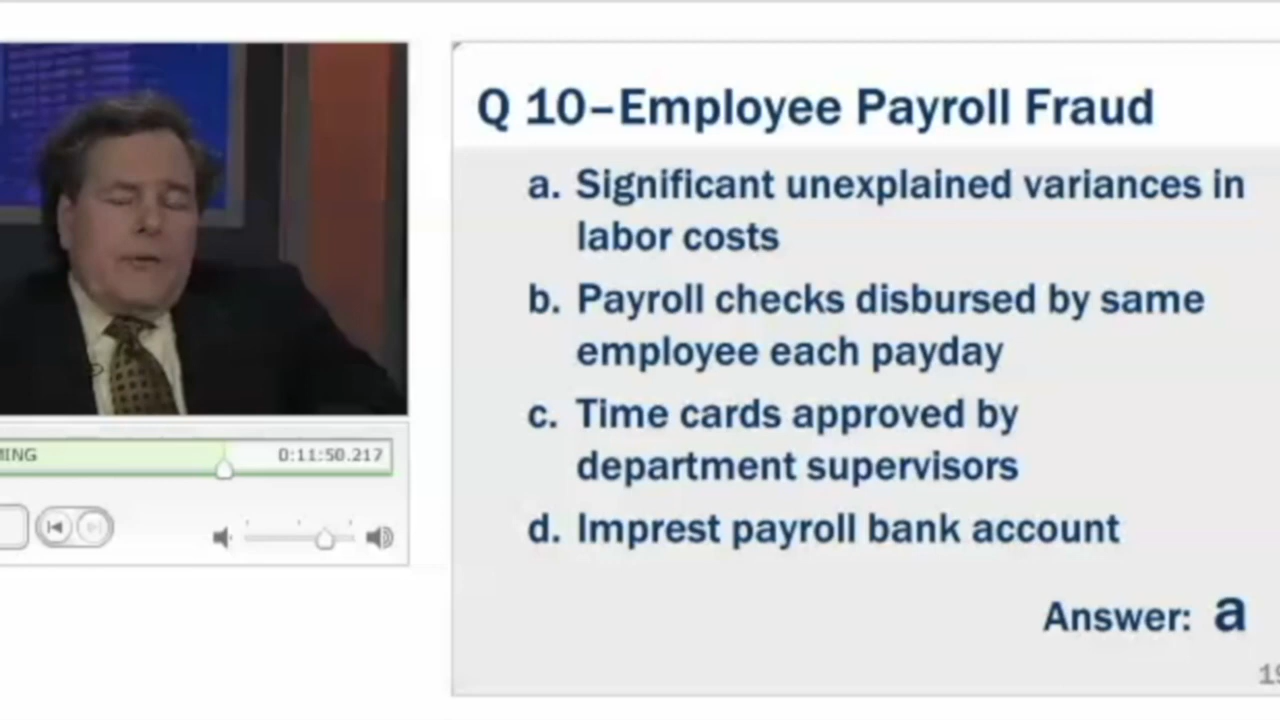 Q 10–Employee Payroll Fraud
a. Significant unexplained variances in
labor costs
b. Payroll checks disbursed by same
employee each payday
c. Time cards approved by
department supervisors
d. Imprest payroll bank account
Answer: a
19
MING 0:11:50.217